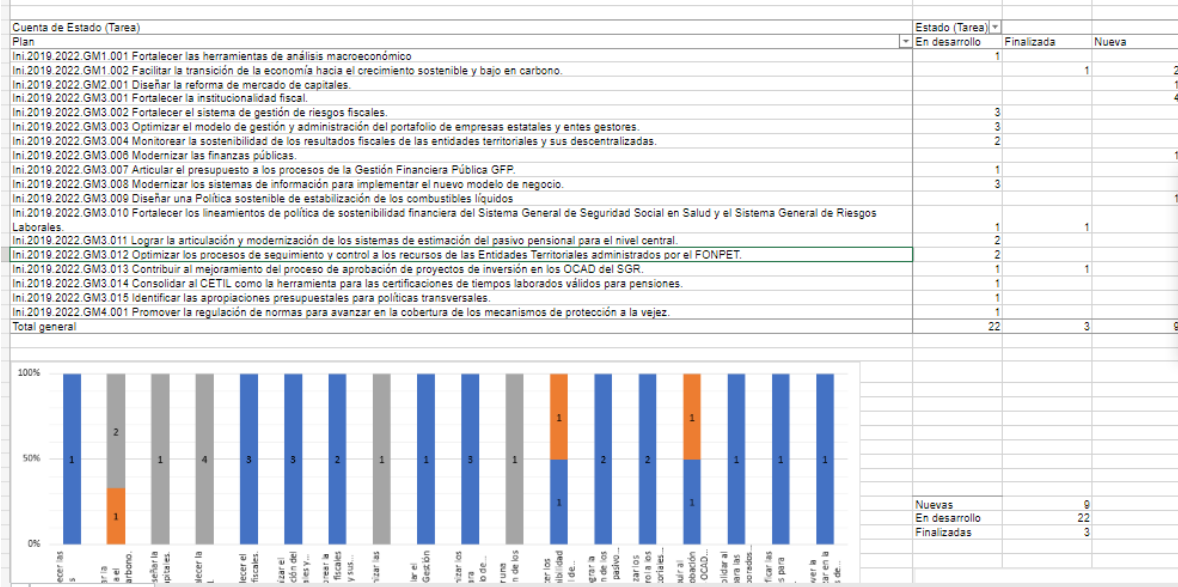 Cuenta de Estado (Tarea) Estado (Tarea)
Plan En desarrollo Finalizada Nueva
Ini.2019.2022.GM1.001 Fortalecer las herramientas de análisis macroeconómico 1
Ini.2019.2022.GM1.002 Facilitar la transición de la economía hacia el crecimiento sostenible y bajo en carbono. 1 2
Ini.2019.2022.GM2.001 Diseñar la reforma de mercado de capitales. 1
Ini.2019.2022.GM3.001 Fortalecer la institucionalidad fiscal. 4
Ini.2019.2022.GM3.002 Fortalecer el sistema de gestión de riesgos fiscales. 3
Ini.2019.2022.GM3.003 Optimizar el modelo de gestión y administración del portafolio de empresas estatales y entes gestores. 3
Ini.2019.2022.GM3.004 Monitorear la sostenibilidad de los resultados fiscales de las entidades territoriales y sus descentralizadas. 2
Ini.2019.2022.GM3.006 Modernizar las finanzas públicas. 1
Ini.2019.2022.GM3.007 Articular el presupuesto a los procesos de la Gestión Financiera Pública GFP. 1
Ini.2019.2022.GM3.008 Modernizar los sistemas de información para implementar el nuevo modelo de negocio. 3
Ini.2019.2022.GM3.009 Diseñar una Política sostenible de estabilización de los combustibles líquidos 1
Ini.2019.2022.GM3.010 Fortalecer los lineamientos de política de sostenibilidad financiera del Sistema General de Seguridad Social en Salud y el Sistema General de Riesgos
Laborales. 1 1
Ini.2019.2022.GM3.011 Lograr la articulación y modernización de los sistemas de estimación del pasivo pensional para el nivel central. 2
Ini.2019.2022.GM3.012 Optimizar los procesos de seguimiento y control a los recursos de las Entidades Territoriales administrados por el FONPET. 2
Ini.2019.2022.GM3.013 Contribuir al mejoramiento del proceso de aprobación de proyectos de inversión en los OCAD del SGR. 1 1
Ini.2019.2022.GM3.014 Consolidar al CETIL como la herramienta para las certificaciones de tiempos laborados válidos para pensiones. 1
Ini.2019.2022.GM3.015 Identificar las apropiaciones presupuestales para políticas transversales. 1
Ini.2019.2022.GM4.001 Promover la regulación de normas para avanzar en la cobertura de los mecanismos de protección a la vejez. 1
Total general 22 3 9
100%
2
1 1 4 3 3 2 1 1 3 1 1 2 2 1 1 1 1
50%
1 1 1
0%
Nuevas 9
En desarrollo 22
Finalizadas 3